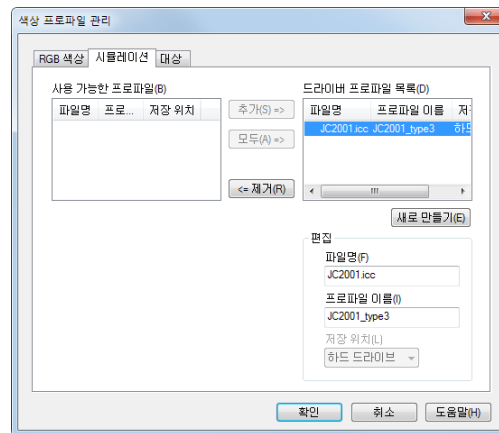 색상 프로파일 관리
RGB 색상 시뮬레이션 대상
사용 가능한 프로파일(B)
파일명 프로... 저장 위치
추가(S) =>
모두(A) =>
<= 제거(R)
드라이버 프로파일 목록(D)
파일명 프로파일 이름
JC2001.icc JC2001_type3
새로 만들기(E)
편집
파일명(F)
JC2001.icc
프로파일 이름(I)
JC2001_type3
저장 위치(L)
하드 드라이브
확인 취소 도움말(H)